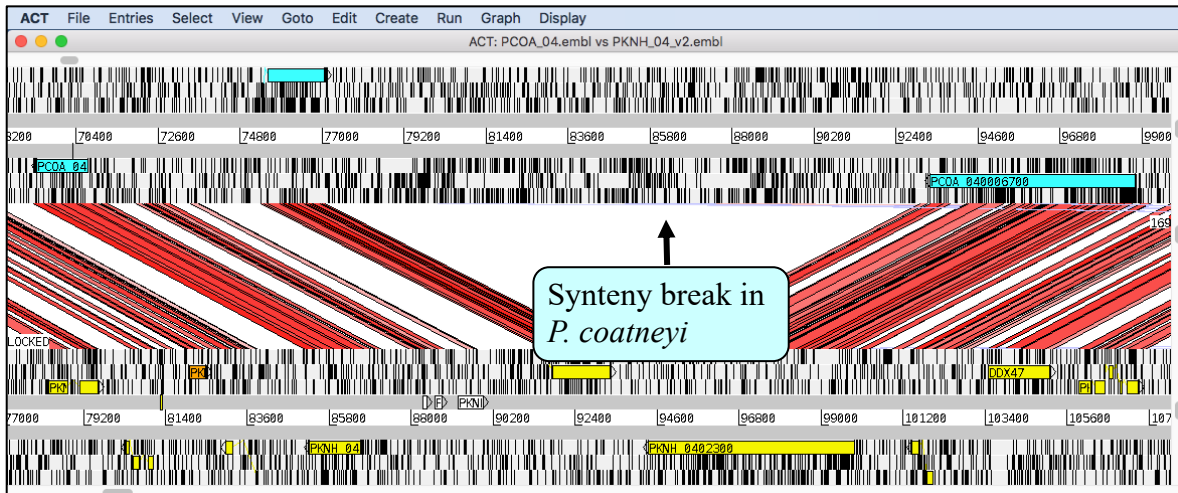 ACT File Entries Select View Goto Edit Create Run Graph Display
ACT: PCOA_04.embl vs PKNH_04_v2.embl
8200 70400 72600 74800 77000 79200 81400 83600 85800 88000 90200 92400 94600 96800 9900
PCOA_04
PCOA_040006700
169
Synteny break in
P. coatneyi
LOCKED
PKN DDX47
PKN
77000 79200 81400 83600 85800 88000 90200 92400 94600 96800 99000 101200 103400 105600 107
PKNH_04 PKNH_0402300